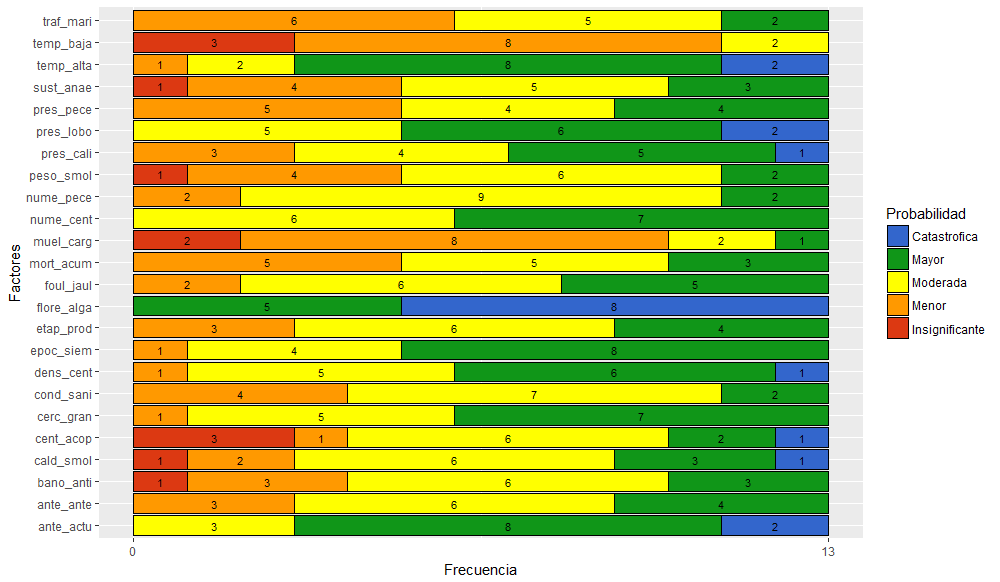 traf_mari 6 5 2
temp_baja 3 8 2
temp_alta 1 2 8 2
sust_anae 1 4 5 3
pres_pece 5 4 4
pres_lobo 5 6 2
pres_cali 3 4 5 1
peso_smol 1 4 6 2
nume_pece 2 9 2
nume_cent 6 7
muel_carg 2 8 2 1
mort_acum 5 5 3
foul_jaul 2 6 5
flore_alga 5 8
etap_prod 3 6 4
epoc_siem 1 4 8
dens_cent 1 5 6 1
cond_sani 4 7 2
cerc_gran 1 5 7
cent_acop 3 1 6 2 1
cald_smol 1 2 6 3 1
bano_anti 1 3 6 3
ante_ante 3 6 4
ante_actu 3 8 2
0 13
Frecuencia
Factores
Probabilidad
Catastrofica
Mayor
Moderada
Menor
Insignificante